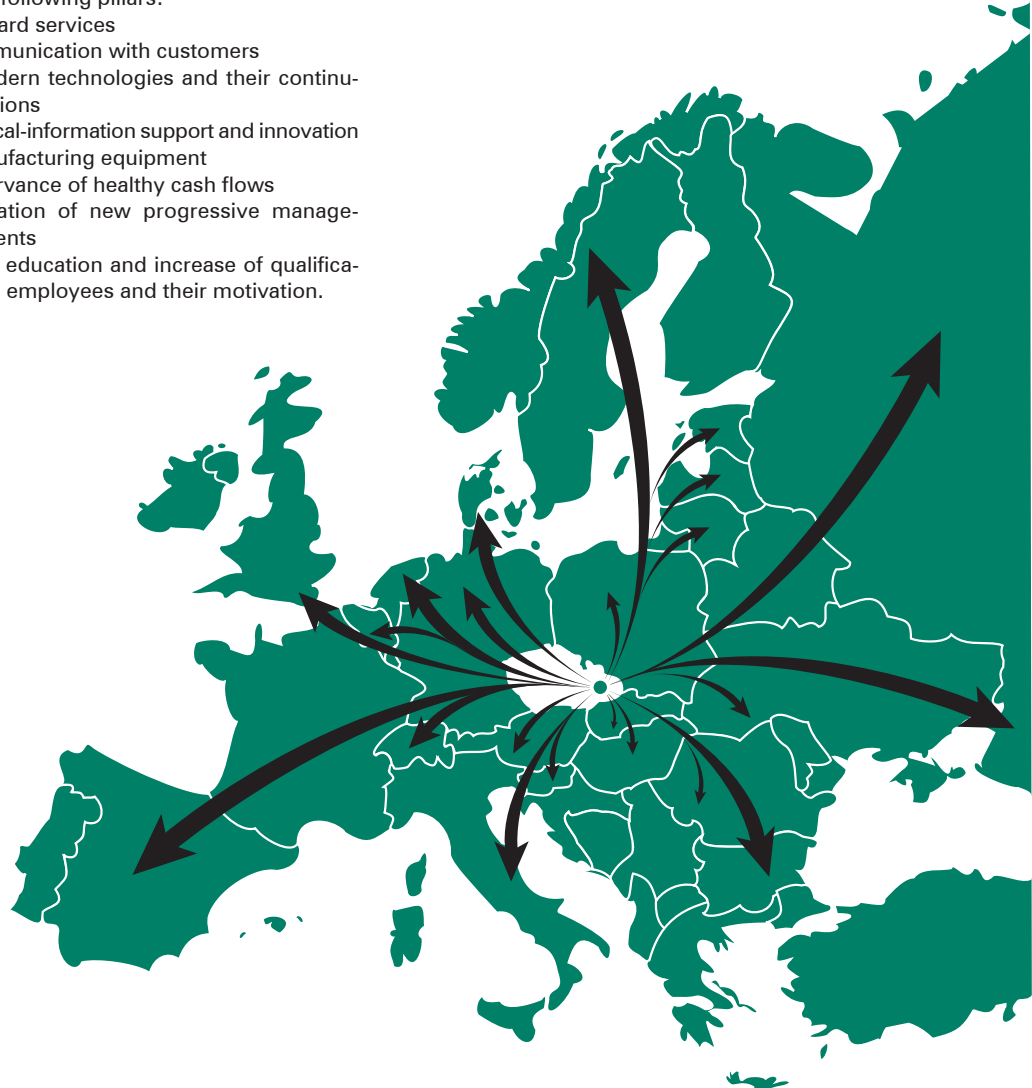 following pillars:
ard services
munication with customers
dern technologies and their continu-
ions
cal-information support and innovation
ufacturing equipment
rvance of healthy cash flows
ation of new progressive manage-
ents
education and increase of qualifica-
employees and their motivation.